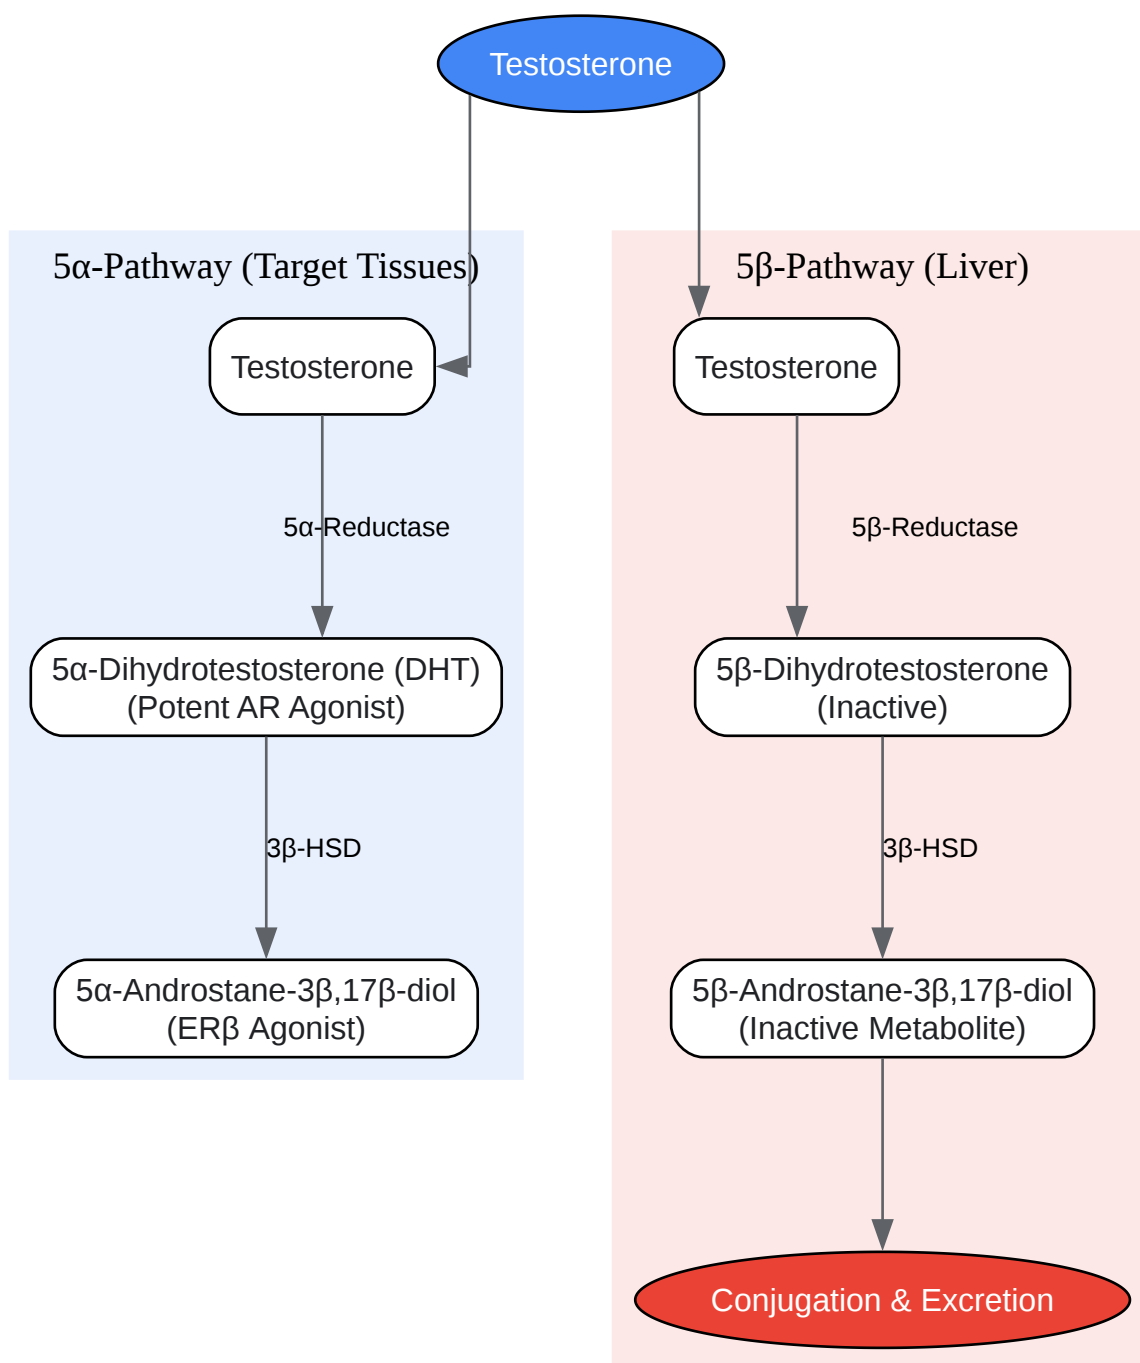 Testosterone
5α-Pathway (Target Tissues)
Testosterone
5α-Reductase
5α-Dihydrotestosterone (DHT)
(Potent AR Agonist)
3β-HSD
5α-Androstane-3β,17β-diol
(ERβ Agonist)
5β-Pathway (Liver)
Testosterone
5β-Reductase
5β-Dihydrotestosterone
(Inactive)
3β-HSD
5β-Androstane-3β,17β-diol
(Inactive Metabolite)
Conjugation & Excretion